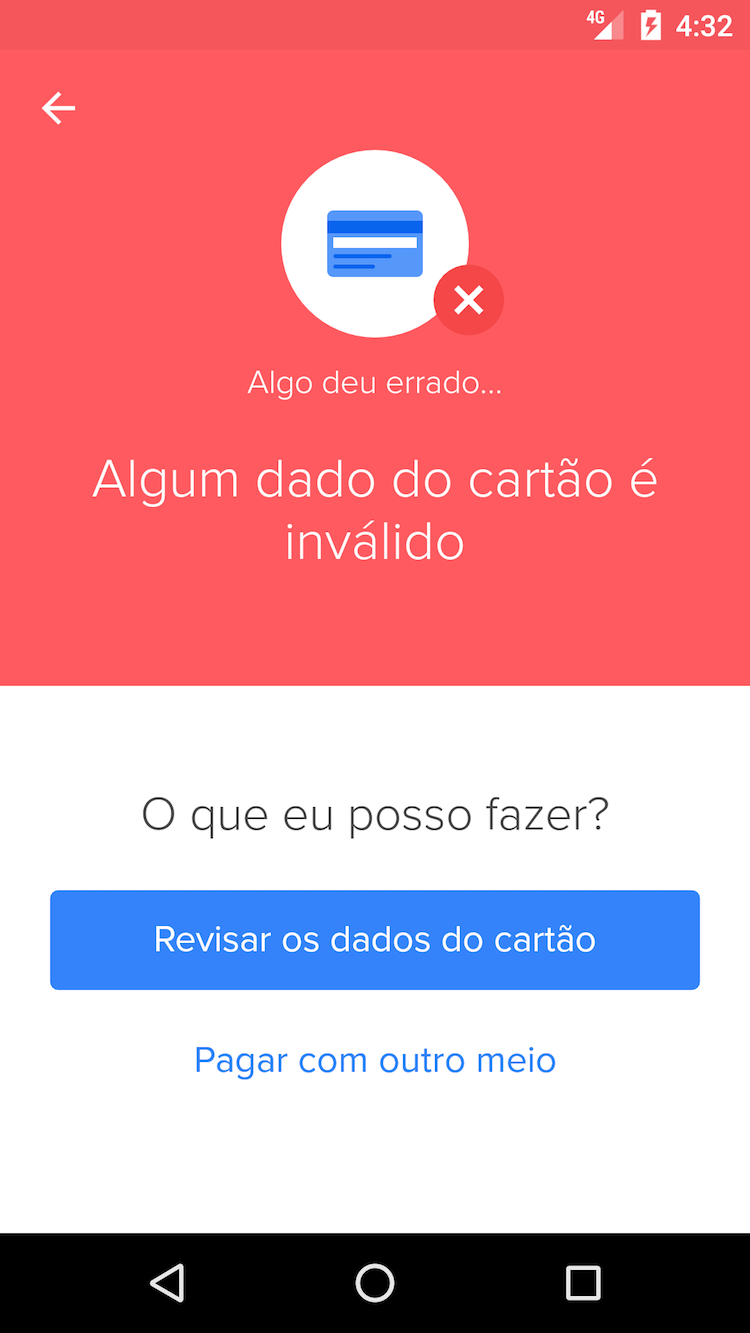 4G 4:32
Algo deu errado...
Algum dado do cartão é
inválido
O que eu posso fazer?
Revisar os dados do cartão
Pagar com outro meio